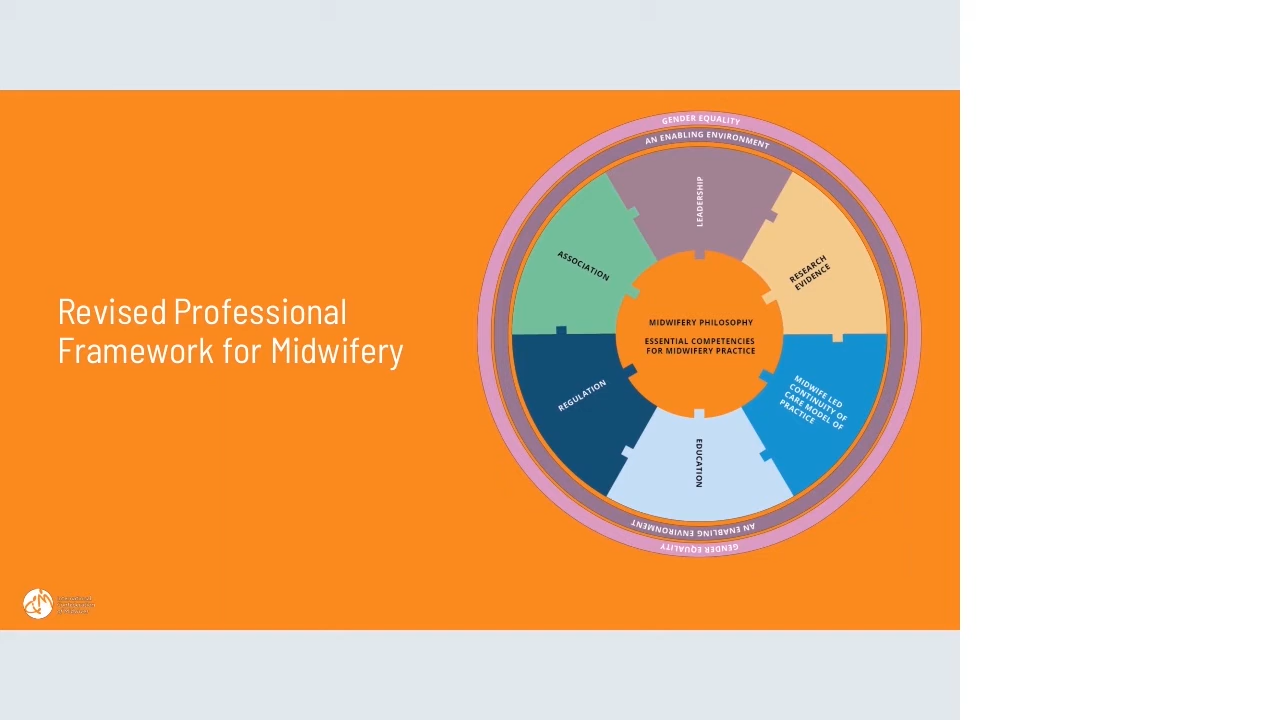 Revised Professional
Framework for Midwifery
GENDER EQUALITY
AN ENABLING ENVIRONMENT
LEADERSHIP
RESEARCH
EVIDENCE
MIDWIFE LED
CONTINUITY OF
CARE MODEL OF
PRACTICE
EDUCATION
REGULATION
ASSOCIATION
MIDWIFERY PHILOSOPHY
ESSENTIAL COMPETENCIES
FOR MIDWIFERY PRACTICE
AN ENABLING ENVIRONMENT
GENDER EQUALITY